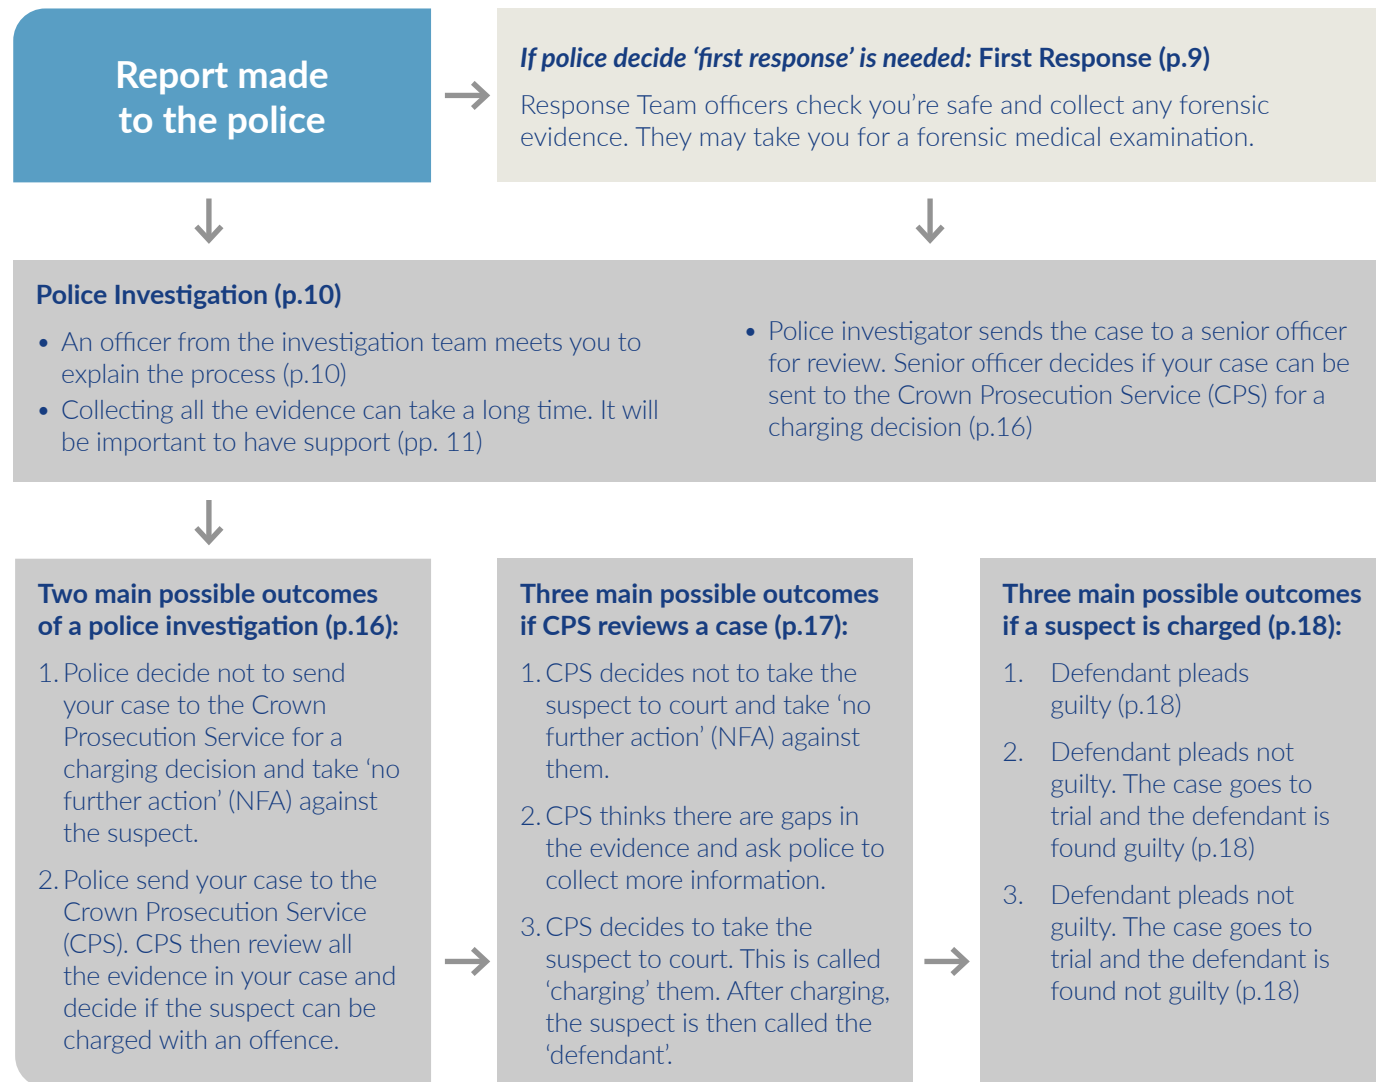 Report made
to the police
If police decide ‘first response’ is needed: First Response (p.9)
Response Team officers check you’re safe and collect any forensic
evidence. They may take you for a forensic medical examination.
Police Investigation (p.10)
• An officer from the investigation team meets you to
explain the process (p.10)
• Collecting all the evidence can take a long time. It will
be important to have support (pp. 11)
• Police investigator sends the case to a senior officer
for review. Senior officer decides if your case can be
sent to the Crown Prosecution Service (CPS) for a
charging decision (p.16)
Two main possible outcomes
of a police investigation (p.16):
1. Police decide not to send
your case to the Crown
Prosecution Service for a
charging decision and take ‘no
further action’ (NFA) against
the suspect.
2. Police send your case to the
Crown Prosecution Service
(CPS). CPS then review all
the evidence in your case and
decide if the suspect can be
charged with an offence.
Three main possible outcomes
if CPS reviews a case (p.17):
1. CPS decides not to take the
suspect to court and take ‘no
further action’ (NFA) against
them.
2. CPS thinks there are gaps in
the evidence and ask police to
collect more information.
3. CPS decides to take the
suspect to court. This is called
‘charging’ them. After charging,
the suspect is then called the
‘defendant’.
Three main possible outcomes
if a suspect is charged (p.18):
1. Defendant pleads
guilty (p.18)
2. Defendant pleads not
guilty. The case goes to
trial and the defendant is
found guilty (p.18)
3. Defendant pleads not
guilty. The case goes to
trial and the defendant is
found not guilty (p.18)